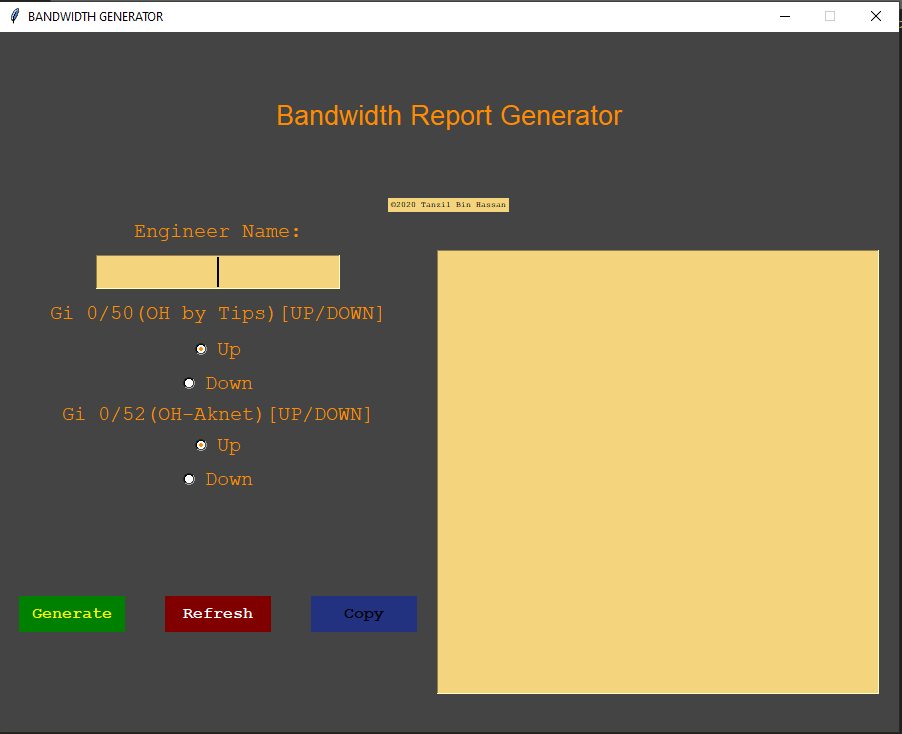 BANDWIDTH GENERATOR
Bandwidth Report Generator
©2020 Tanzil Bin Hassan
Engineer Name:
Gi 0/50(OH by Tips)[UP/DOWN]
Up
Down
Gi 0/52(OH-Aknet)[UP/DOWN]
Up
Down
Generate Refresh Copy